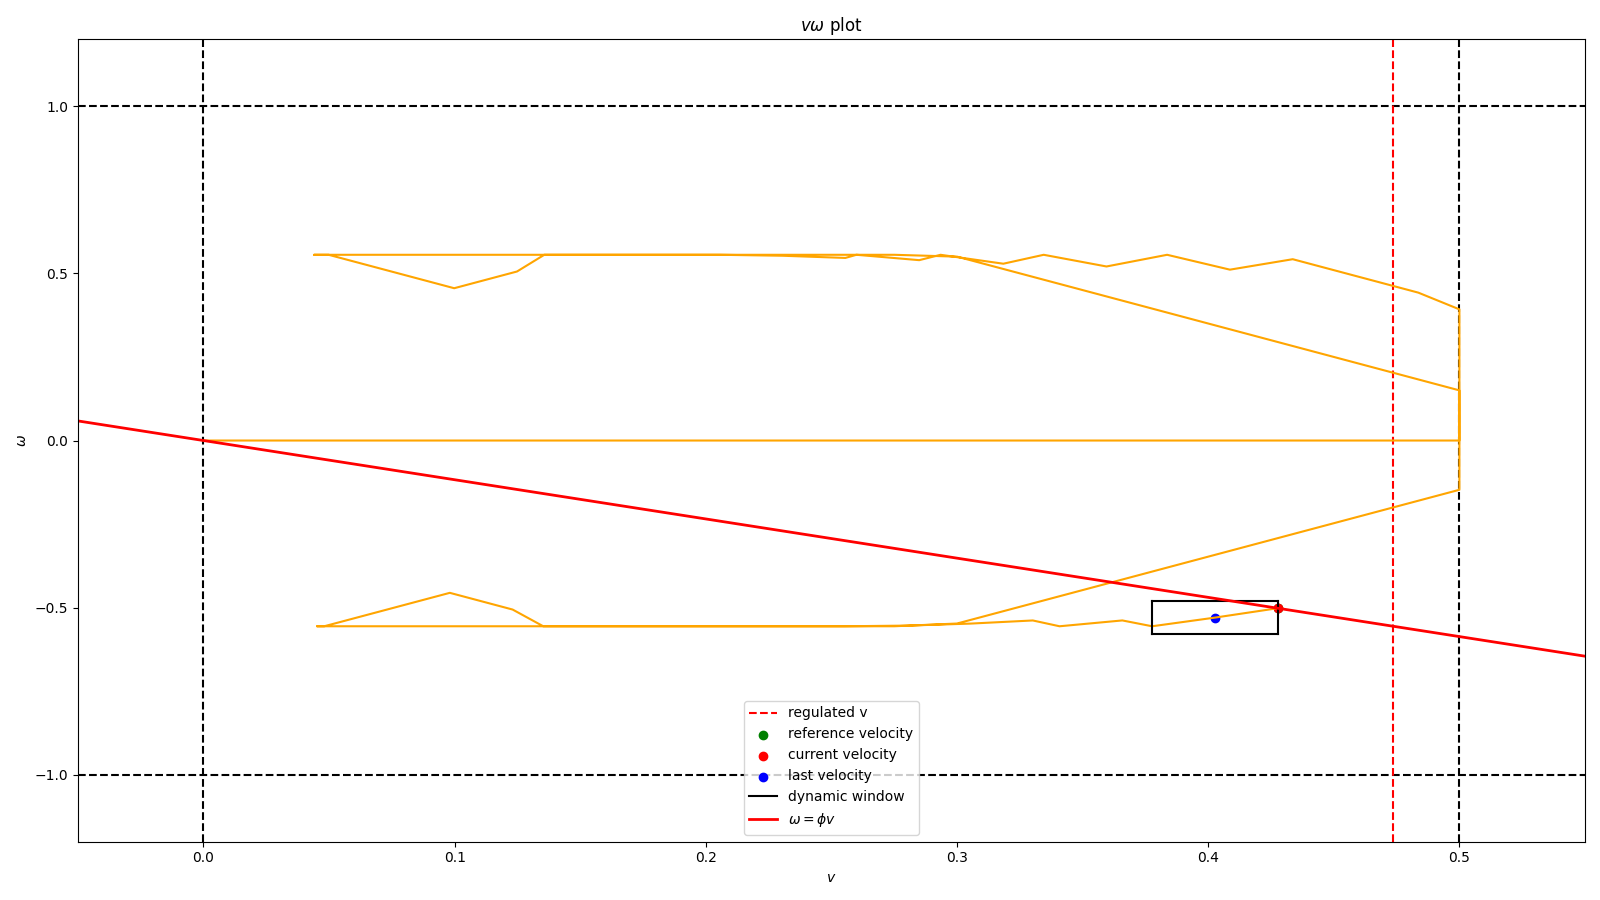 vω plot
1.0
0.5
0.0
−0.5
−1.0
ω
regulated v
reference velocity
current velocity
last velocity
dynamic window
ω = ϕv
0.0 0.1 0.2 0.3 0.4 0.5
v